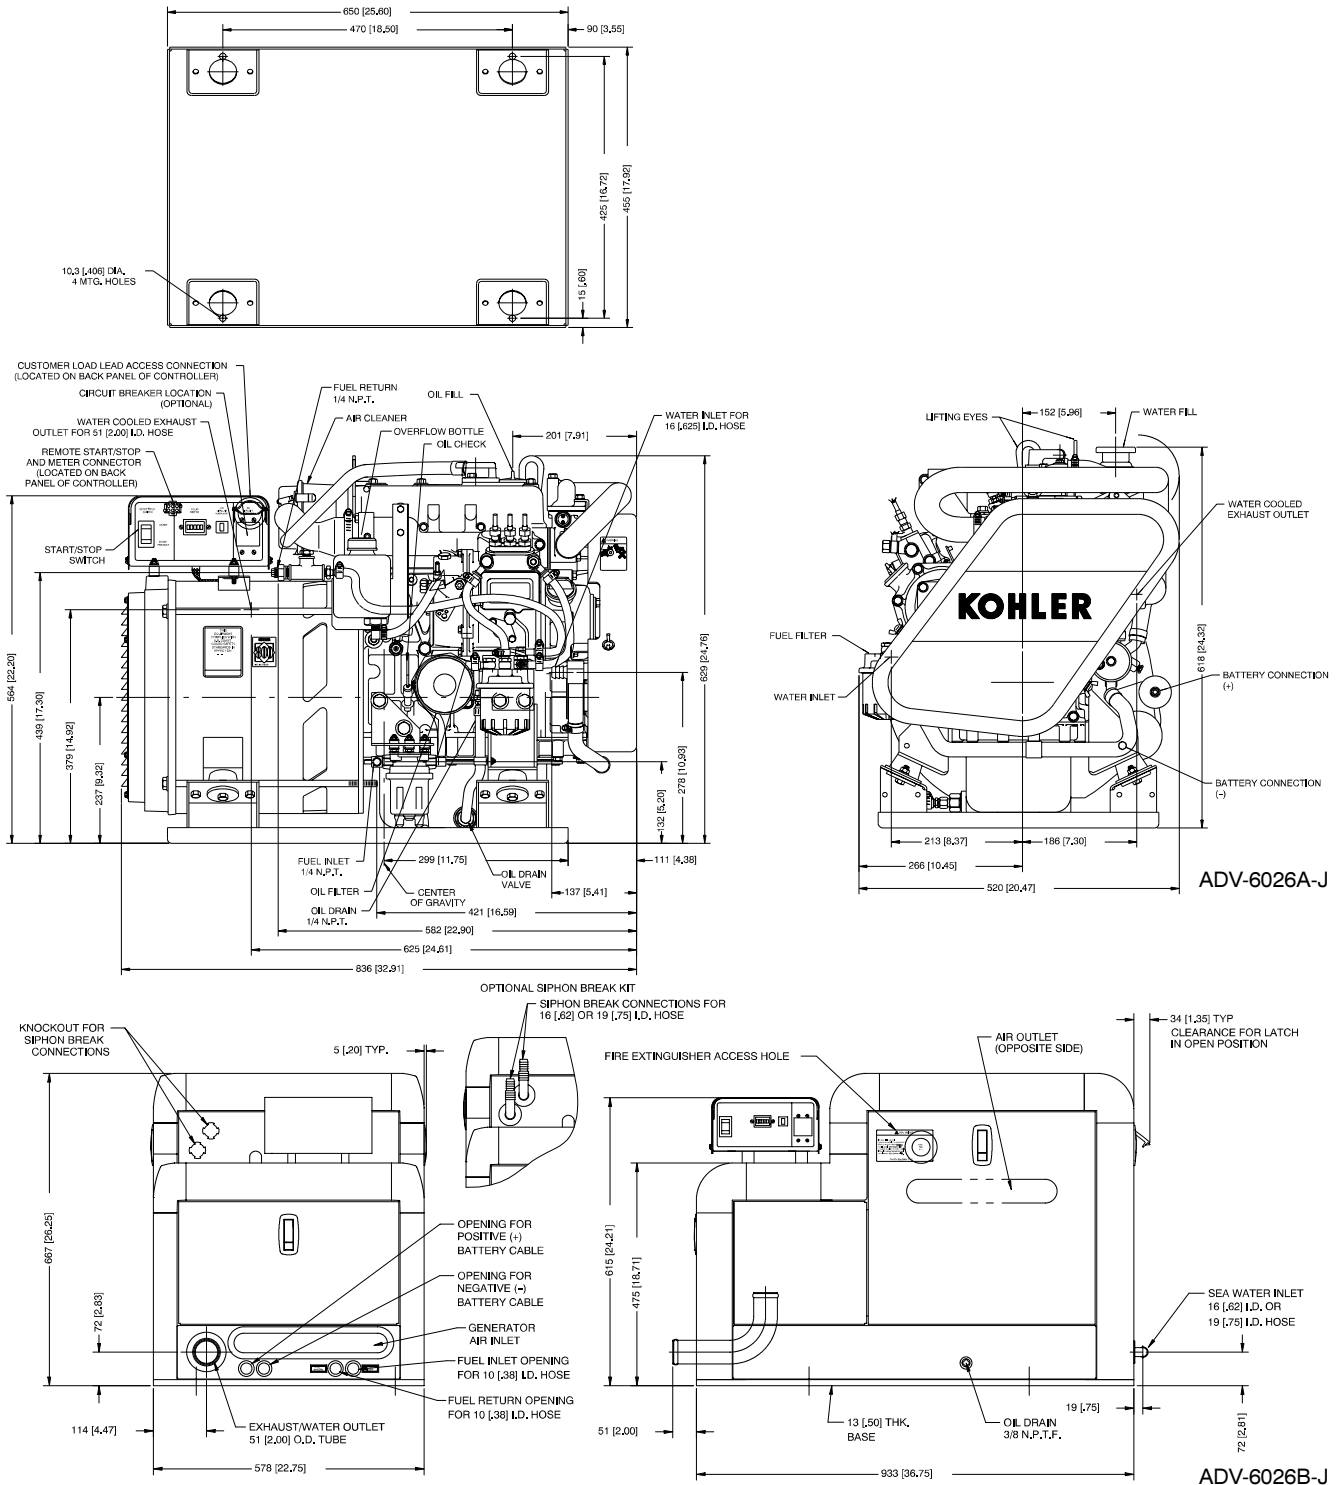 650 [25.60]
470 [18.50]
90 [3.55]
425 [16.72]
455 [17.92]
15 [.60]
10.3 [.406] DIA.
4 MTG. HOLES
CUSTOMER LOAD LEAD ACCESS CONNECTION
(LOCATED ON BACK PANEL OF CONTROLLER)
CIRCUIT BREAKER LOCATION
(OPTIONAL)
WATER COOLED EXHAUST
OUTLET FOR 51 [2.00] I.D. HOSE
REMOTE START/STOP
AND METER CONNECTOR
(LOCATED ON BACK
PANEL OF CONTROLLER)
START/STOP
SWITCH
FUEL RETURN
1/4 N.P.T.
AIR CLEANER
OVERFLOW BOTTLE
OIL CHECK
OIL FILL
WATER INLET FOR
16 [.625] I.D. HOSE
201 [7.91]
564 [22.20]
439 [17.30]
379 [14.92]
237 [9.32]
629 [24.76]
278 [10.93]
132 [5.20]
FUEL INLET
1/4 N.P.T.
OIL FILTER
OIL DRAIN
1/4 N.P.T.
299 [11.75]
CENTER
OF GRAVITY
OIL DRAIN
VALVE
111 [4.38]
137 [5.41]
421 [16.59]
582 [22.90]
625 [24.61]
836 [32.91]
LIFTING EYES
152 [5.96]
WATER FILL
WATER COOLED
EXHAUST OUTLET
KOHLER
FUEL FILTER
WATER INLET
618 [24.32]
BATTERY CONNECTION
(+)
BATTERY CONNECTION
(-)
213 [8.37]
186 [7.30]
266 [10.45]
520 [20.47]
ADV-6026A-J
OPTIONAL SIPHON BREAK KIT
SIPHON BREAK CONNECTIONS FOR
16 [.62] OR 19 [.75] I.D. HOSE
KNOCKOUT FOR
SIPHON BREAK
CONNECTIONS
5 [.20] TYP.
667 [26.25]
72 [2.83]
OPENING FOR
POSITIVE (+)
BATTERY CABLE
OPENING FOR
NEGATIVE (-)
BATTERY CABLE
GENERATOR
AIR INLET
FUEL INLET OPENING
FOR 10 [.38] I.D. HOSE
FUEL RETURN OPENING
FOR 10 [.38] I.D. HOSE
EXHAUST/WATER OUTLET
51 [2.00] O.D. TUBE
114 [4.47]
578 [22.75]
FIRE EXTINGUISHER ACCESS HOLE
AIR OUTLET
(OPPOSITE SIDE)
34 [1.35] TYP
CLEARANCE FOR LATCH
IN OPEN POSITION
615 [24.21]
475 [18.71]
SEA WATER INLET
16 [.62] I.D. OR
19 [.75] I.D. HOSE
51 [2.00]
13 [.50] THK.
BASE
OIL DRAIN
3/8 N.P.T.F.
19 [.75]
72 [2.81]
933 [36.75]
ADV-6026B-J